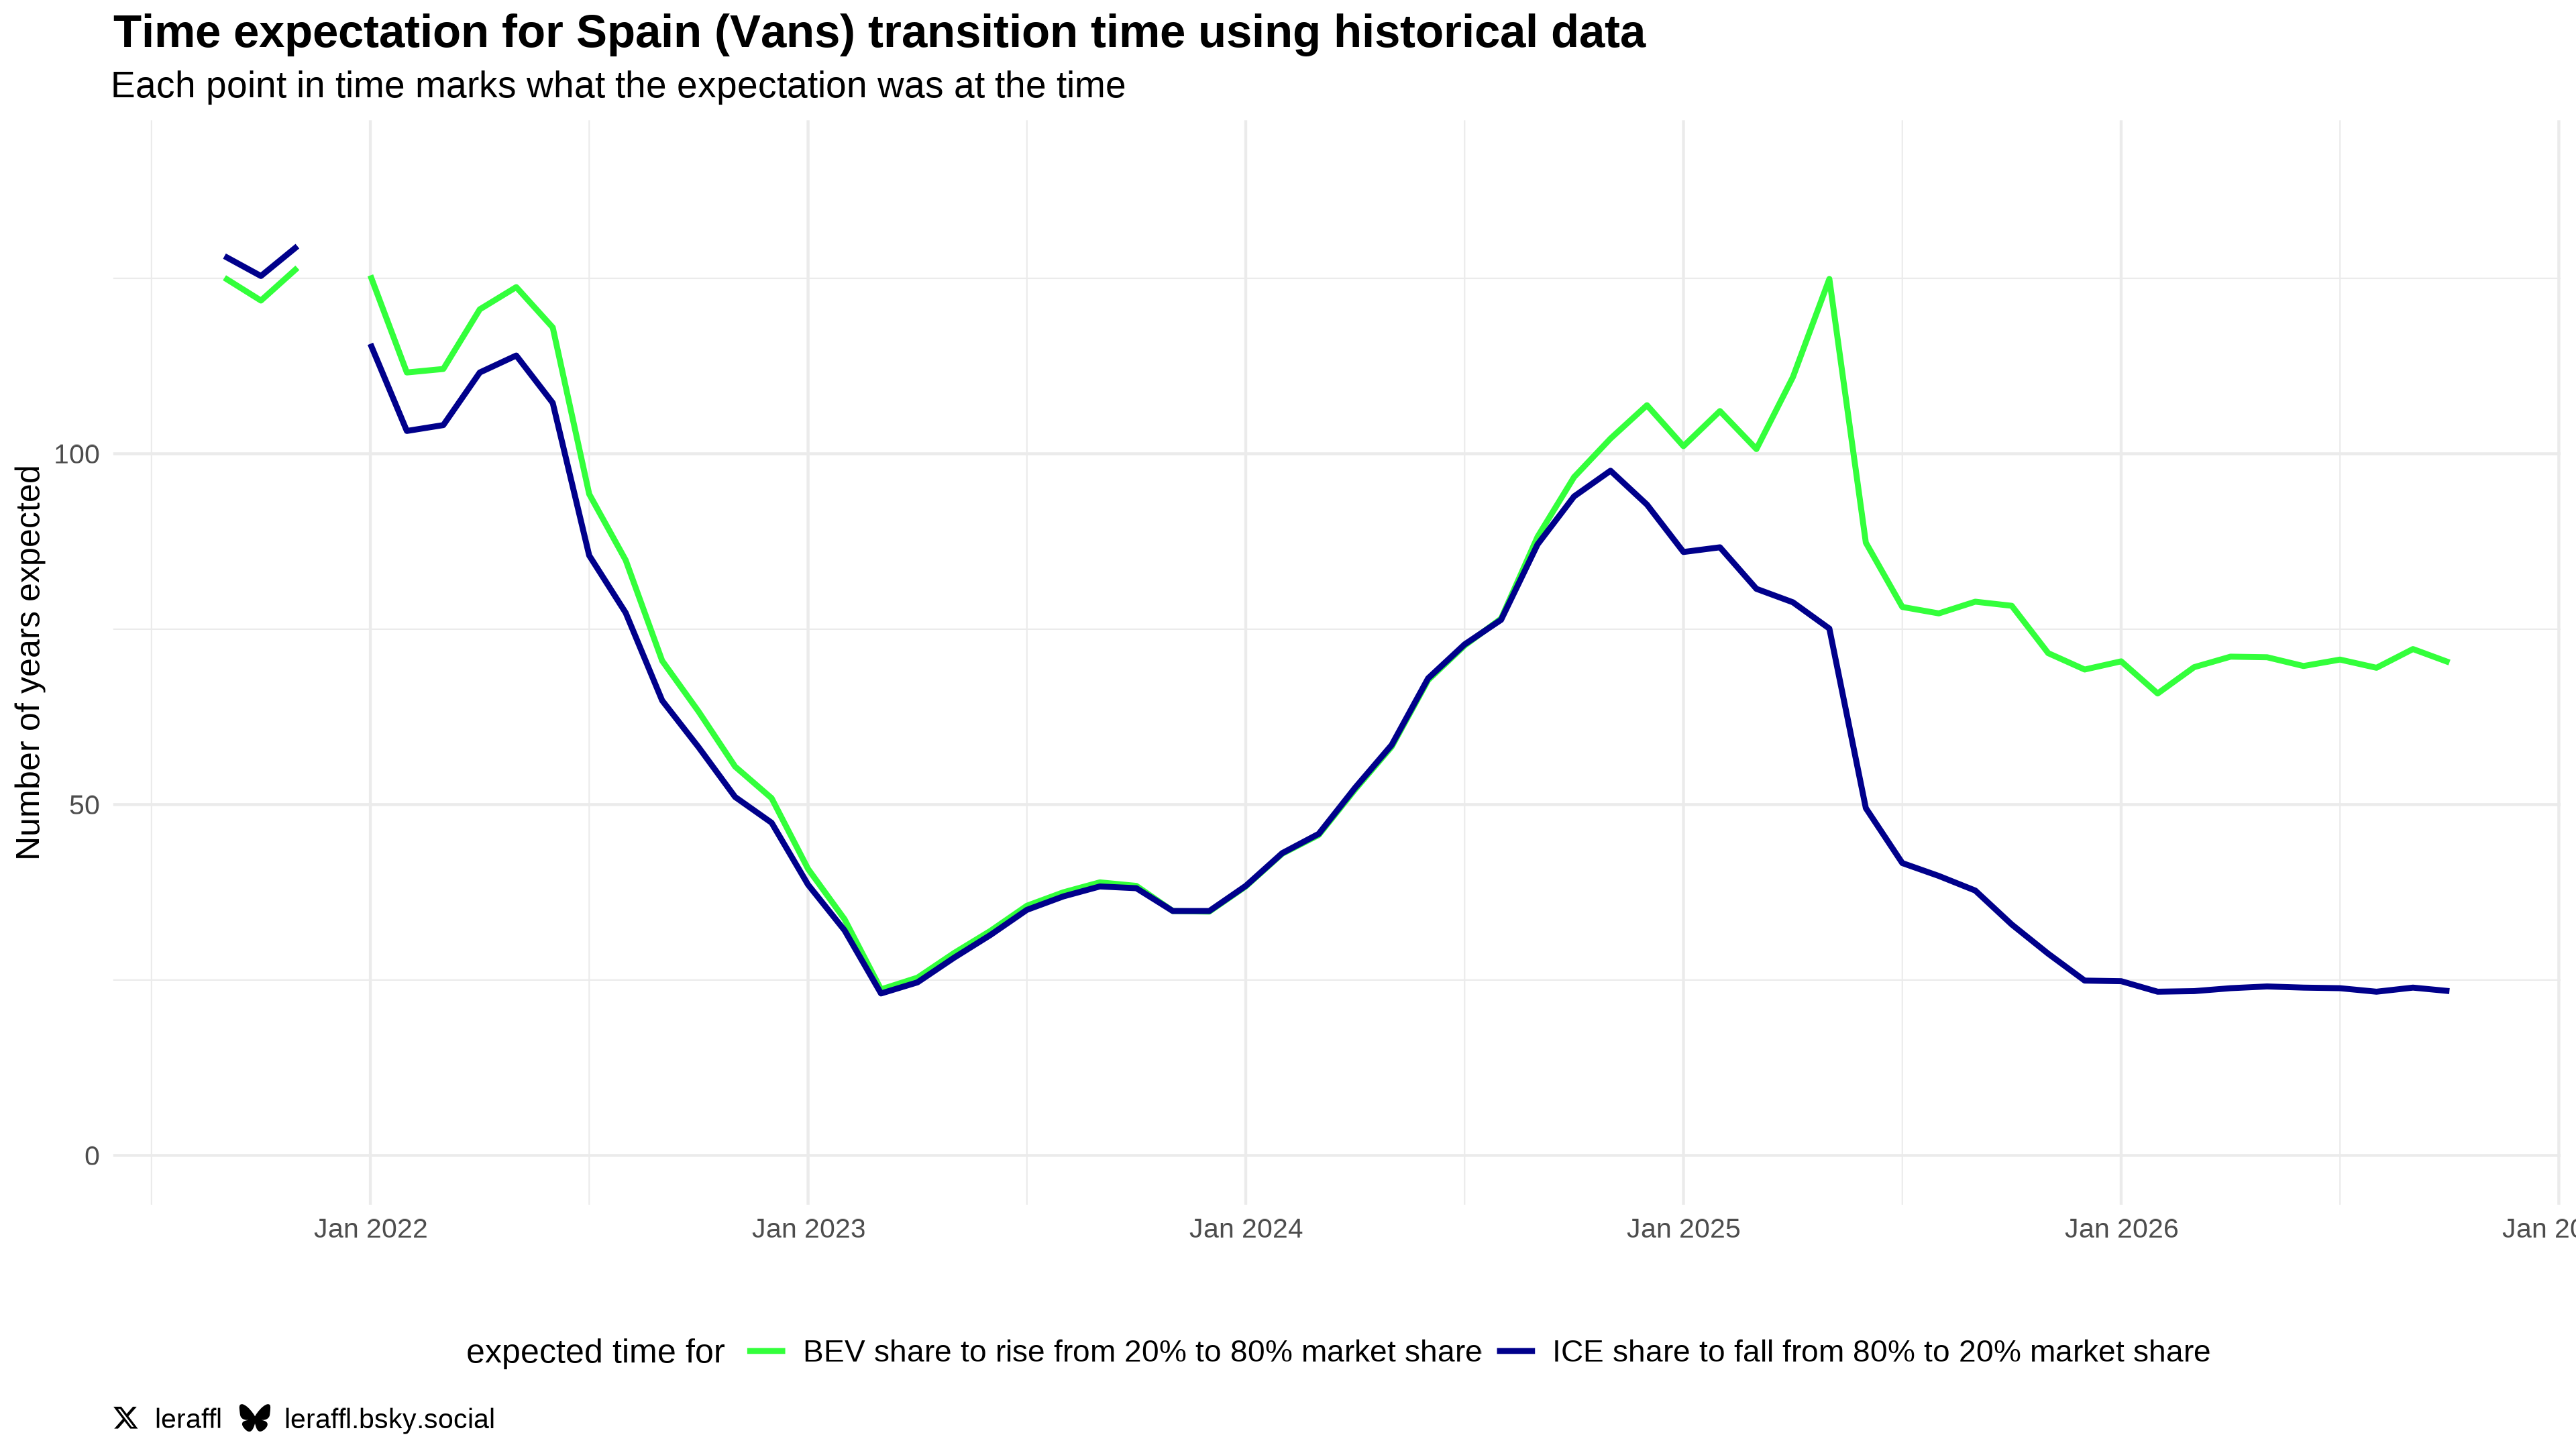 Time expectation for Spain (Vans) transition time using historical data
Each point in time marks what the expectation was at the time
Number of years expected
100
50
0
Jan 2022
Jan 2023
Jan 2024
Jan 2025
Jan 2026
Jan 20
expected time for
BEV share to rise from 20% to 80% market share
ICE share to fall from 80% to 20% market share
leraffl
leraffl.bsky.social